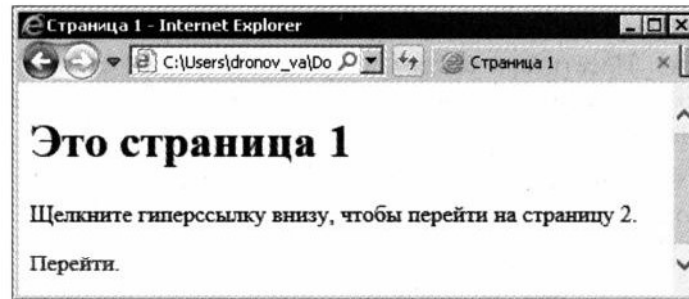 Страница 1 - Internet Explorer
C:\Users\dronov_va\Do Страница 1
Это страница 1
Щелкните гиперссылку внизу, чтобы перейти на страницу 2.
Перейти.